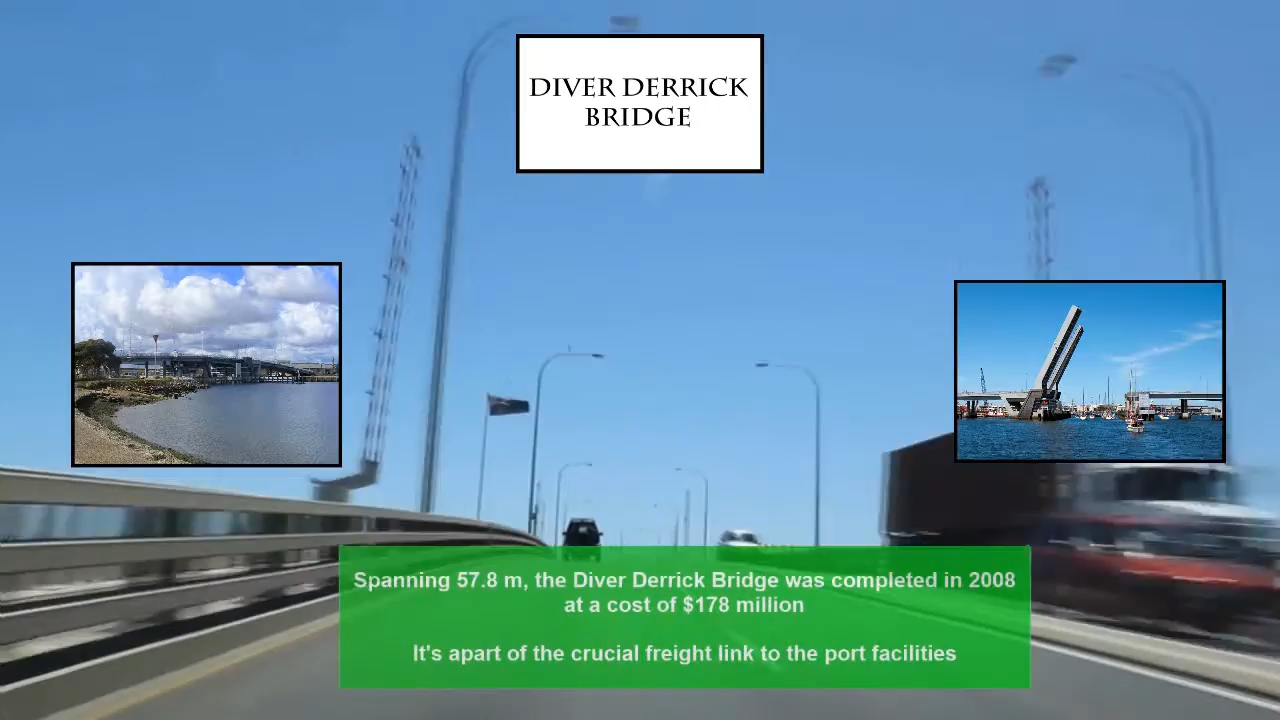 DIVER DERRICK
BRIDGE
Spanning 57.8 m, the Diver Derrick Bridge was completed in 2008
at a cost of $178 million
It's apart of the crucial freight link to the port facilities